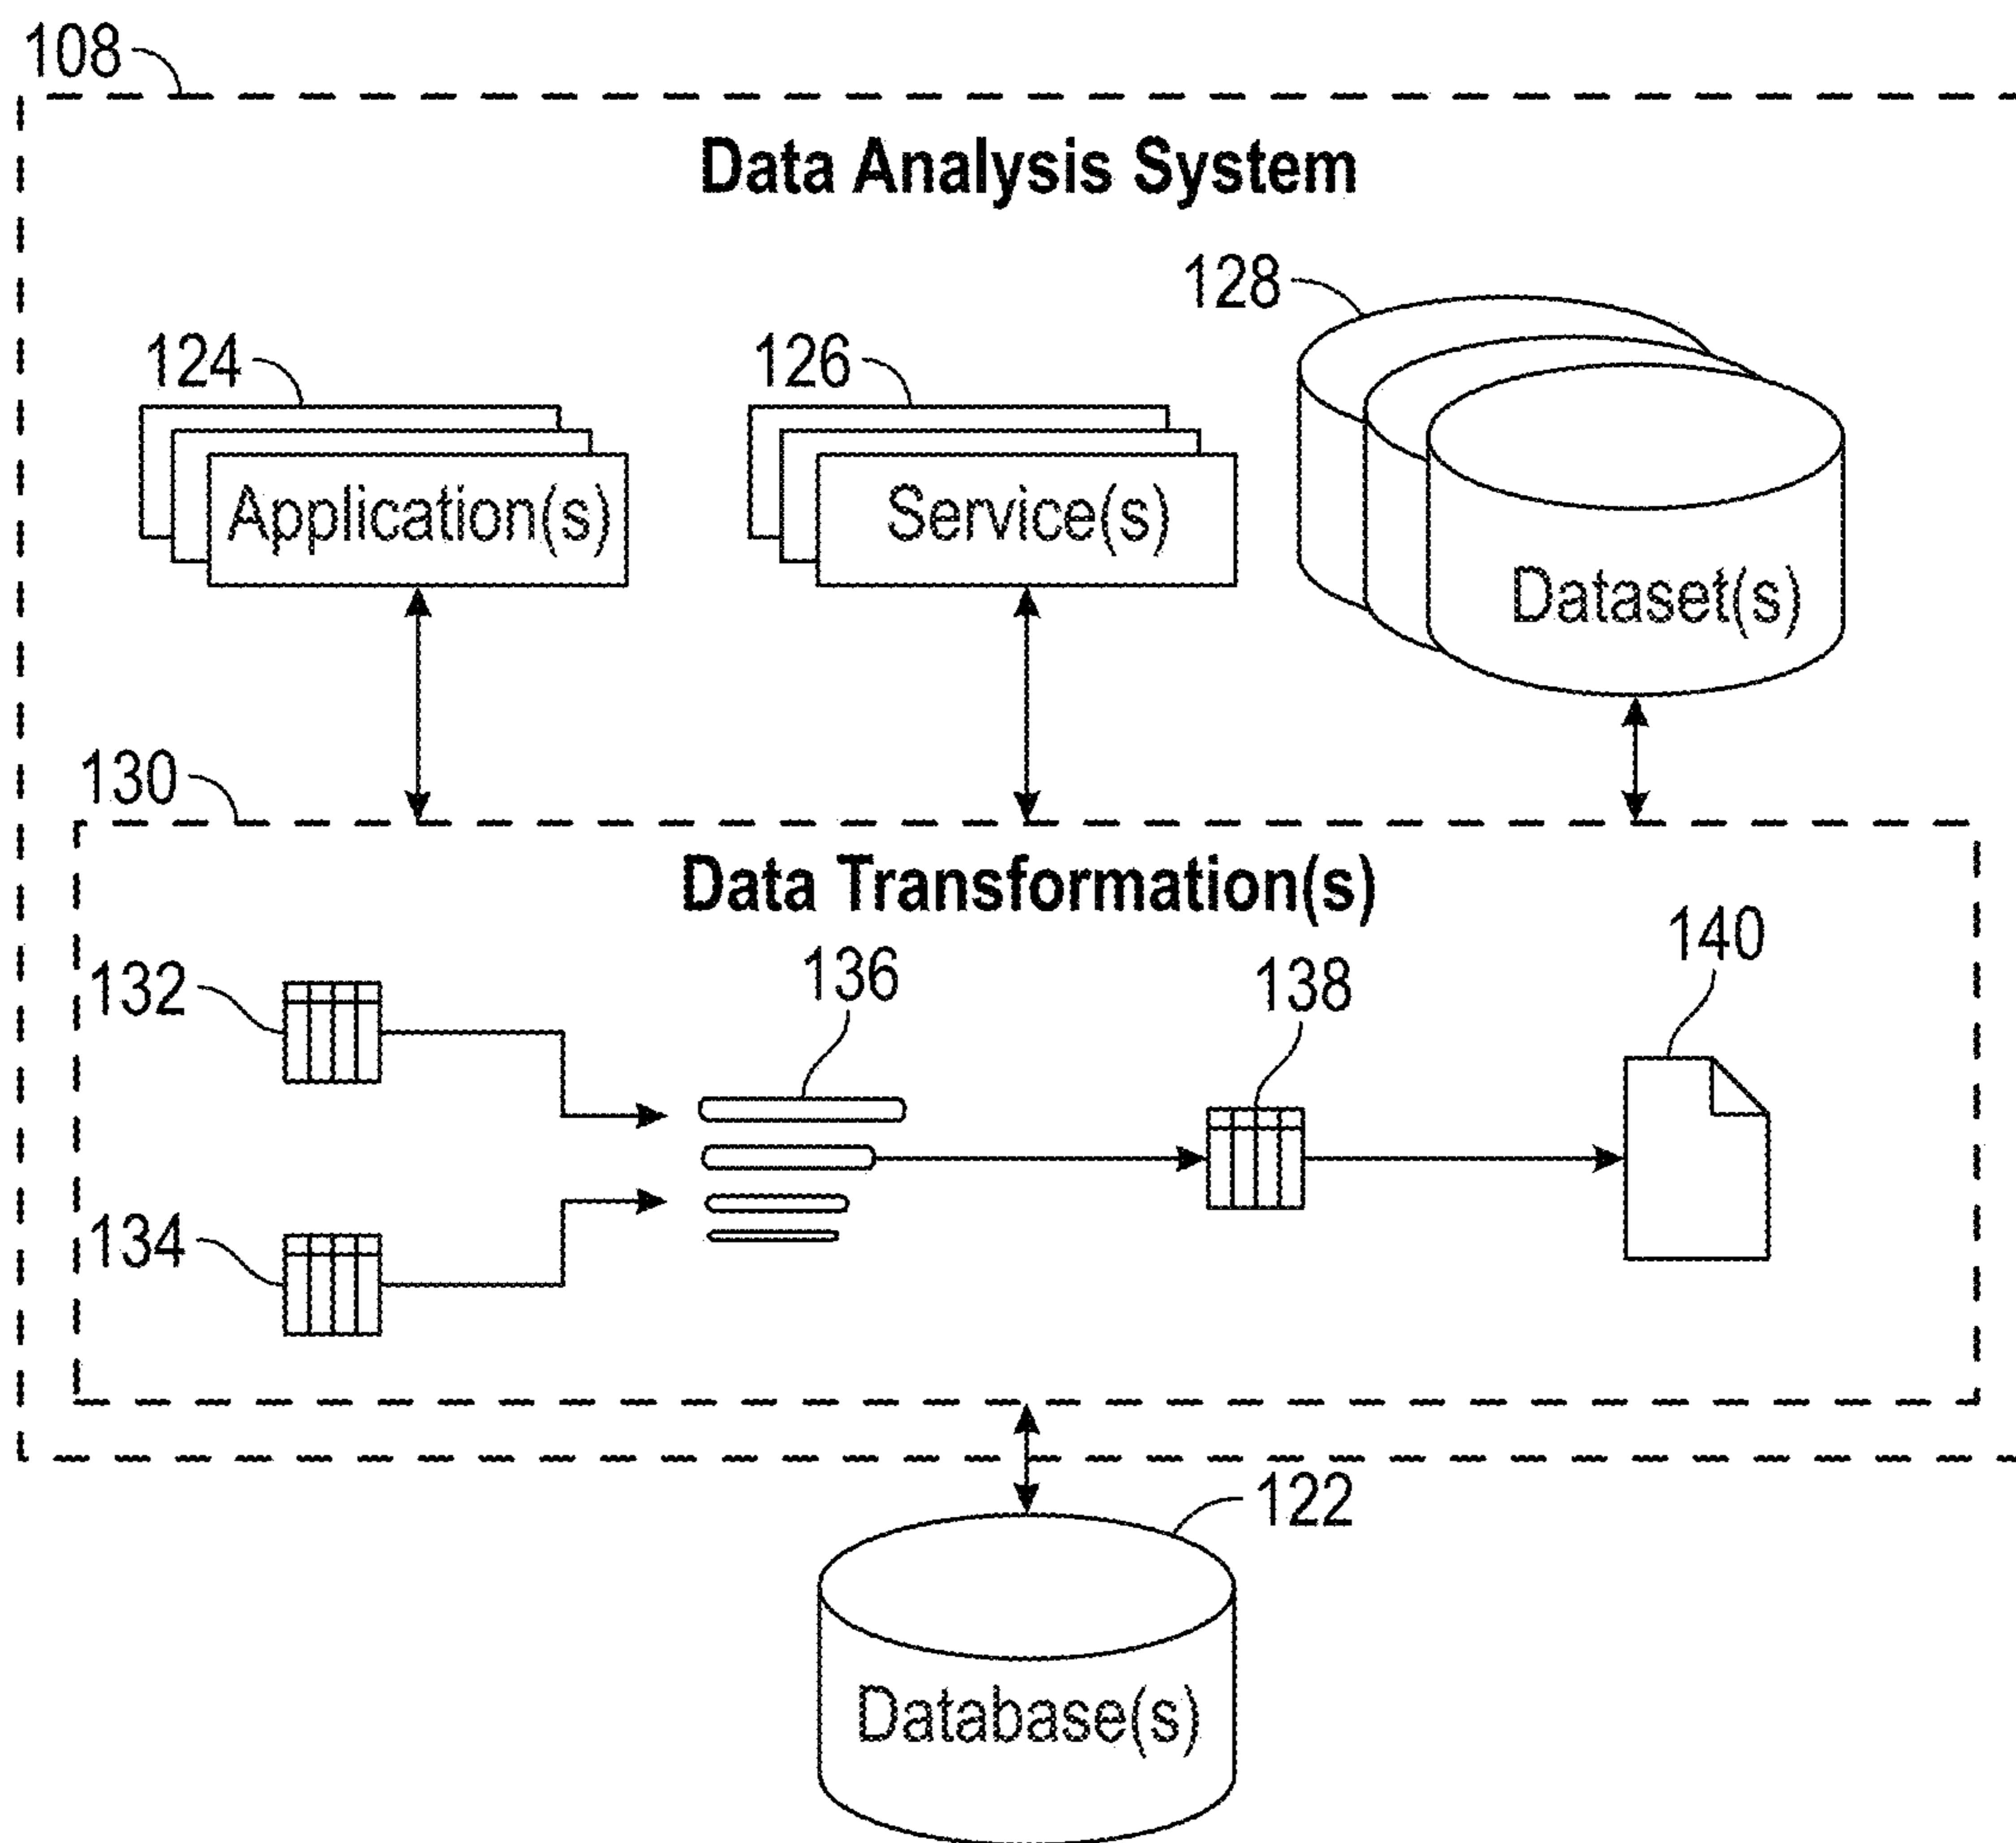 108
Data Analysis System
128
124
126
Application(s)
Service(s)
Dataset(s)
130
Data Transformation(s)
132
136
138
140
134
122
Database(s)